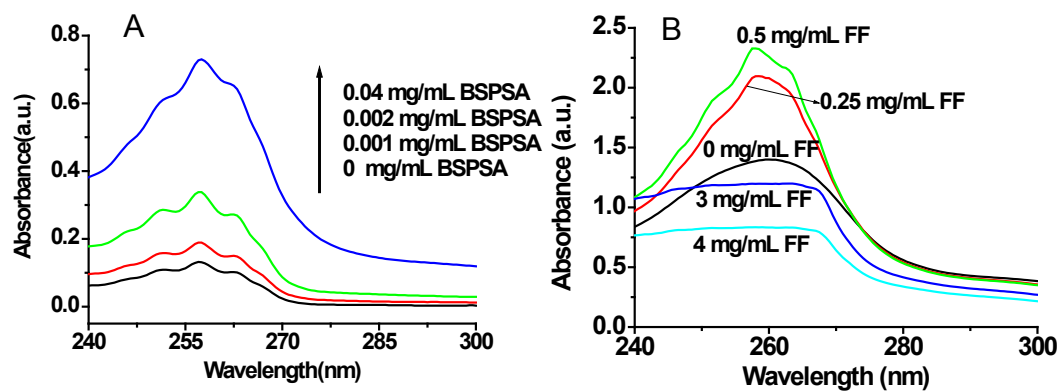 A
0.8
0.6
0.4
0.2
0.0
240
255
270
285
300
Absorbance(a.u.)
Wavelength(nm)
0.04 mg/mL BSPSA
0.002 mg/mL BSPSA
0.001 mg/mL BSPSA
0 mg/mL BSPSA
B
2.5
2.0
1.5
1.0
0.5
0.0
240
260
280
300
Absorbance (a.u.)
Wavelength (nm)
0.5 mg/mL FF
0.25 mg/mL FF
0 mg/mL FF
3 mg/mL FF
4 mg/mL FF